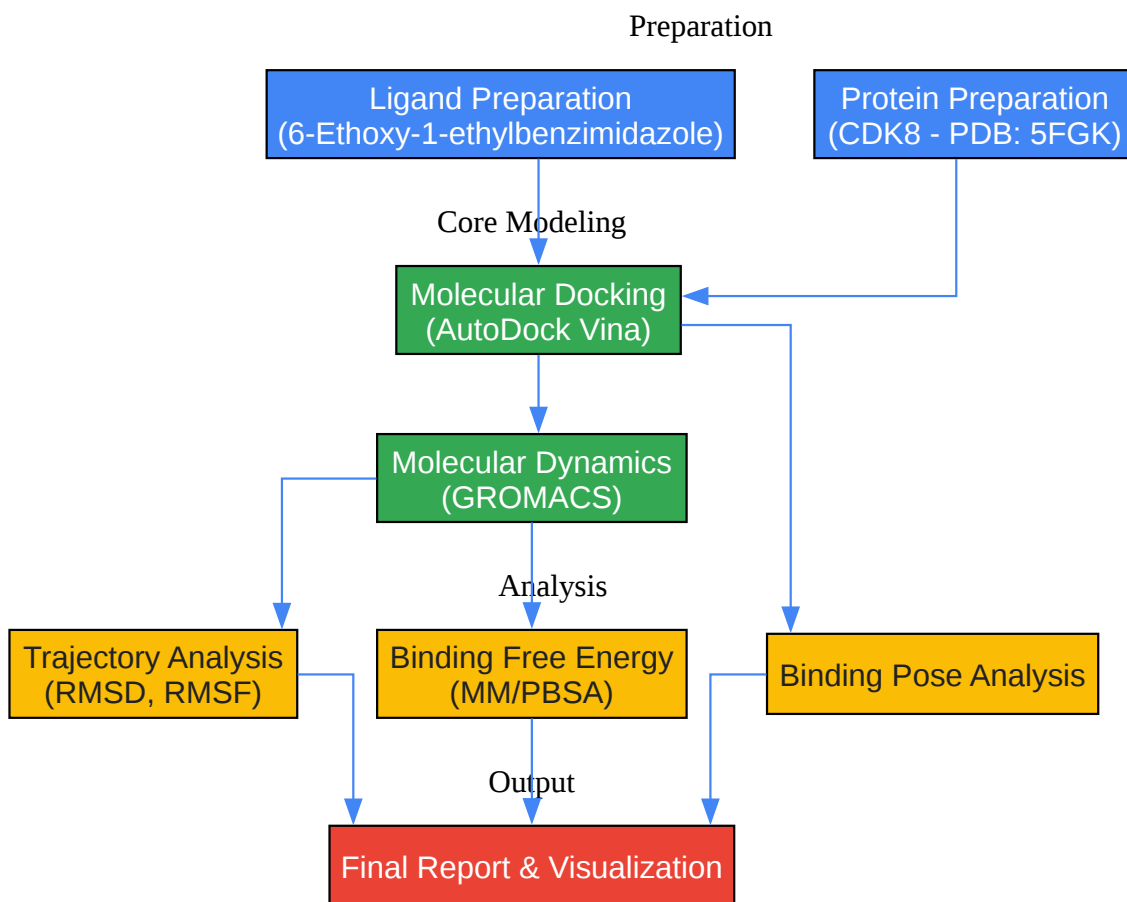 Preparation
Ligand Preparation
(6-Ethoxy-1-ethylbenzimidazole)
Protein Preparation
(CDK8 - PDB: 5FGK)
Core Modeling
Molecular Docking
(AutoDock Vina)
Molecular Dynamics
(GROMACS)
Analysis
Trajectory Analysis
(RMSD, RMSF)
Binding Free Energy
(MM/PBSA)
Binding Pose Analysis
Output
Final Report & Visualization